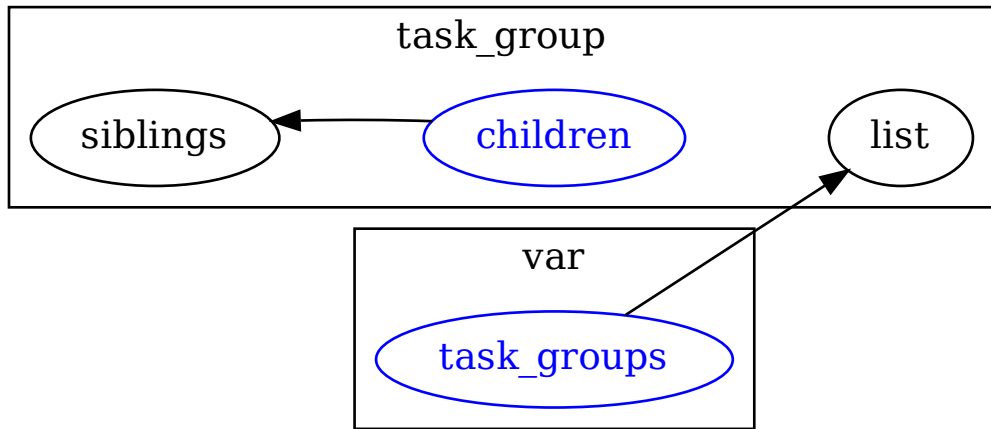 task_group
siblings
children
list
var
task_groups